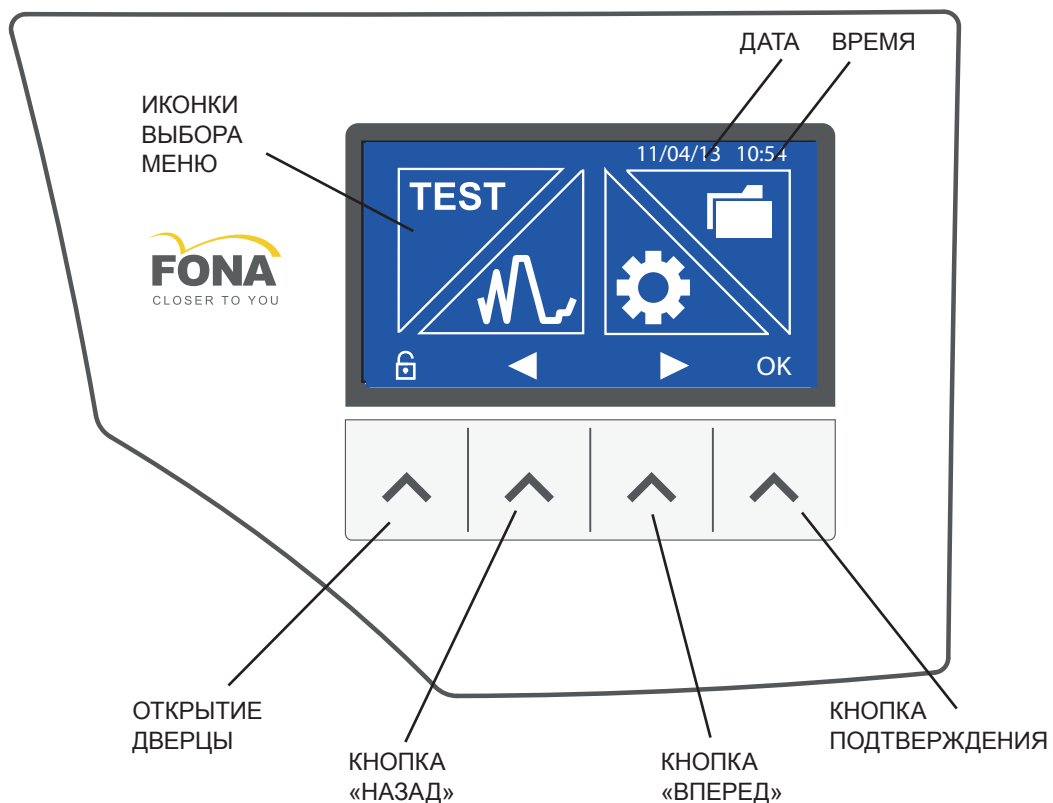 ДАТА
ВРЕМЯ
ИКОНКИ
ВЫБОРА
МЕНЮ
11/04/13 10:54
TEST
FONA
CLOSER TO YOU
OK
ОТКРЫТИЕ
ДВЕРЦЫ
КНОПКА
«НАЗАД»
КНОПКА
«ВПЕРЕД»
КНОПКА
ПОДТВЕРЖДЕНИЯ